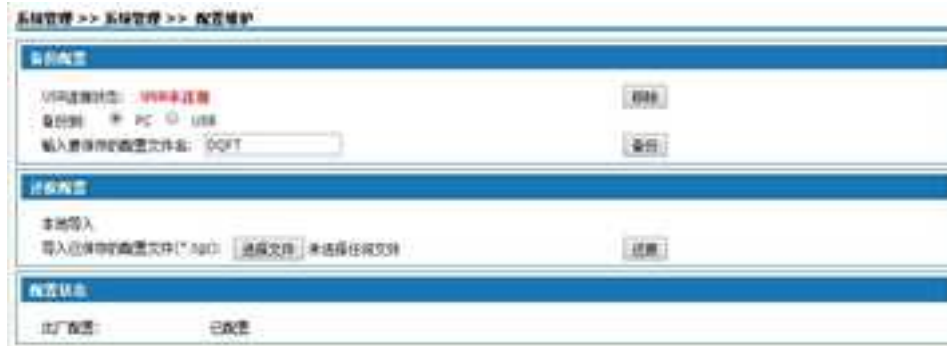 系统管理 >> 系统管理 >> 配置维护
备份配置
USB连接状态: USB未连接 移除
备份到: PC USB
输入要保存的配置文件名: DQFT 备份
还原配置
本地导入
导入已保存的配置文件(*.spc): 选择文件 未选择任何文件 还原
配置状态
出厂配置: 已配置